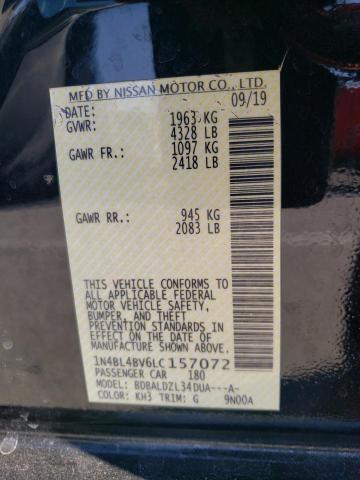 MFD BY NISSAN MOTOR CO., LTD.
DATE: 09/19
GVWR: 1963 KG
4328 LB
GAWR FR: 1097 KG
2418 LB
GAWR RR: 945 KG
2083 LB
THIS VEHICLE CONFORMS TO
ALL APPLICABLE FEDERAL
MOTOR VEHICLE SAFETY,
BUMPER, AND THEFT
PREVENTION STANDARDS IN
EFFECT ON THE DATE OF
MANUFACTURE SHOWN ABOVE.
1N4BL4BV6LC157072
PASSENGER CAR 180
MODEL: BDBALDZL34DUA---A-
COLOR: KH3 TRIM: G 9N00A